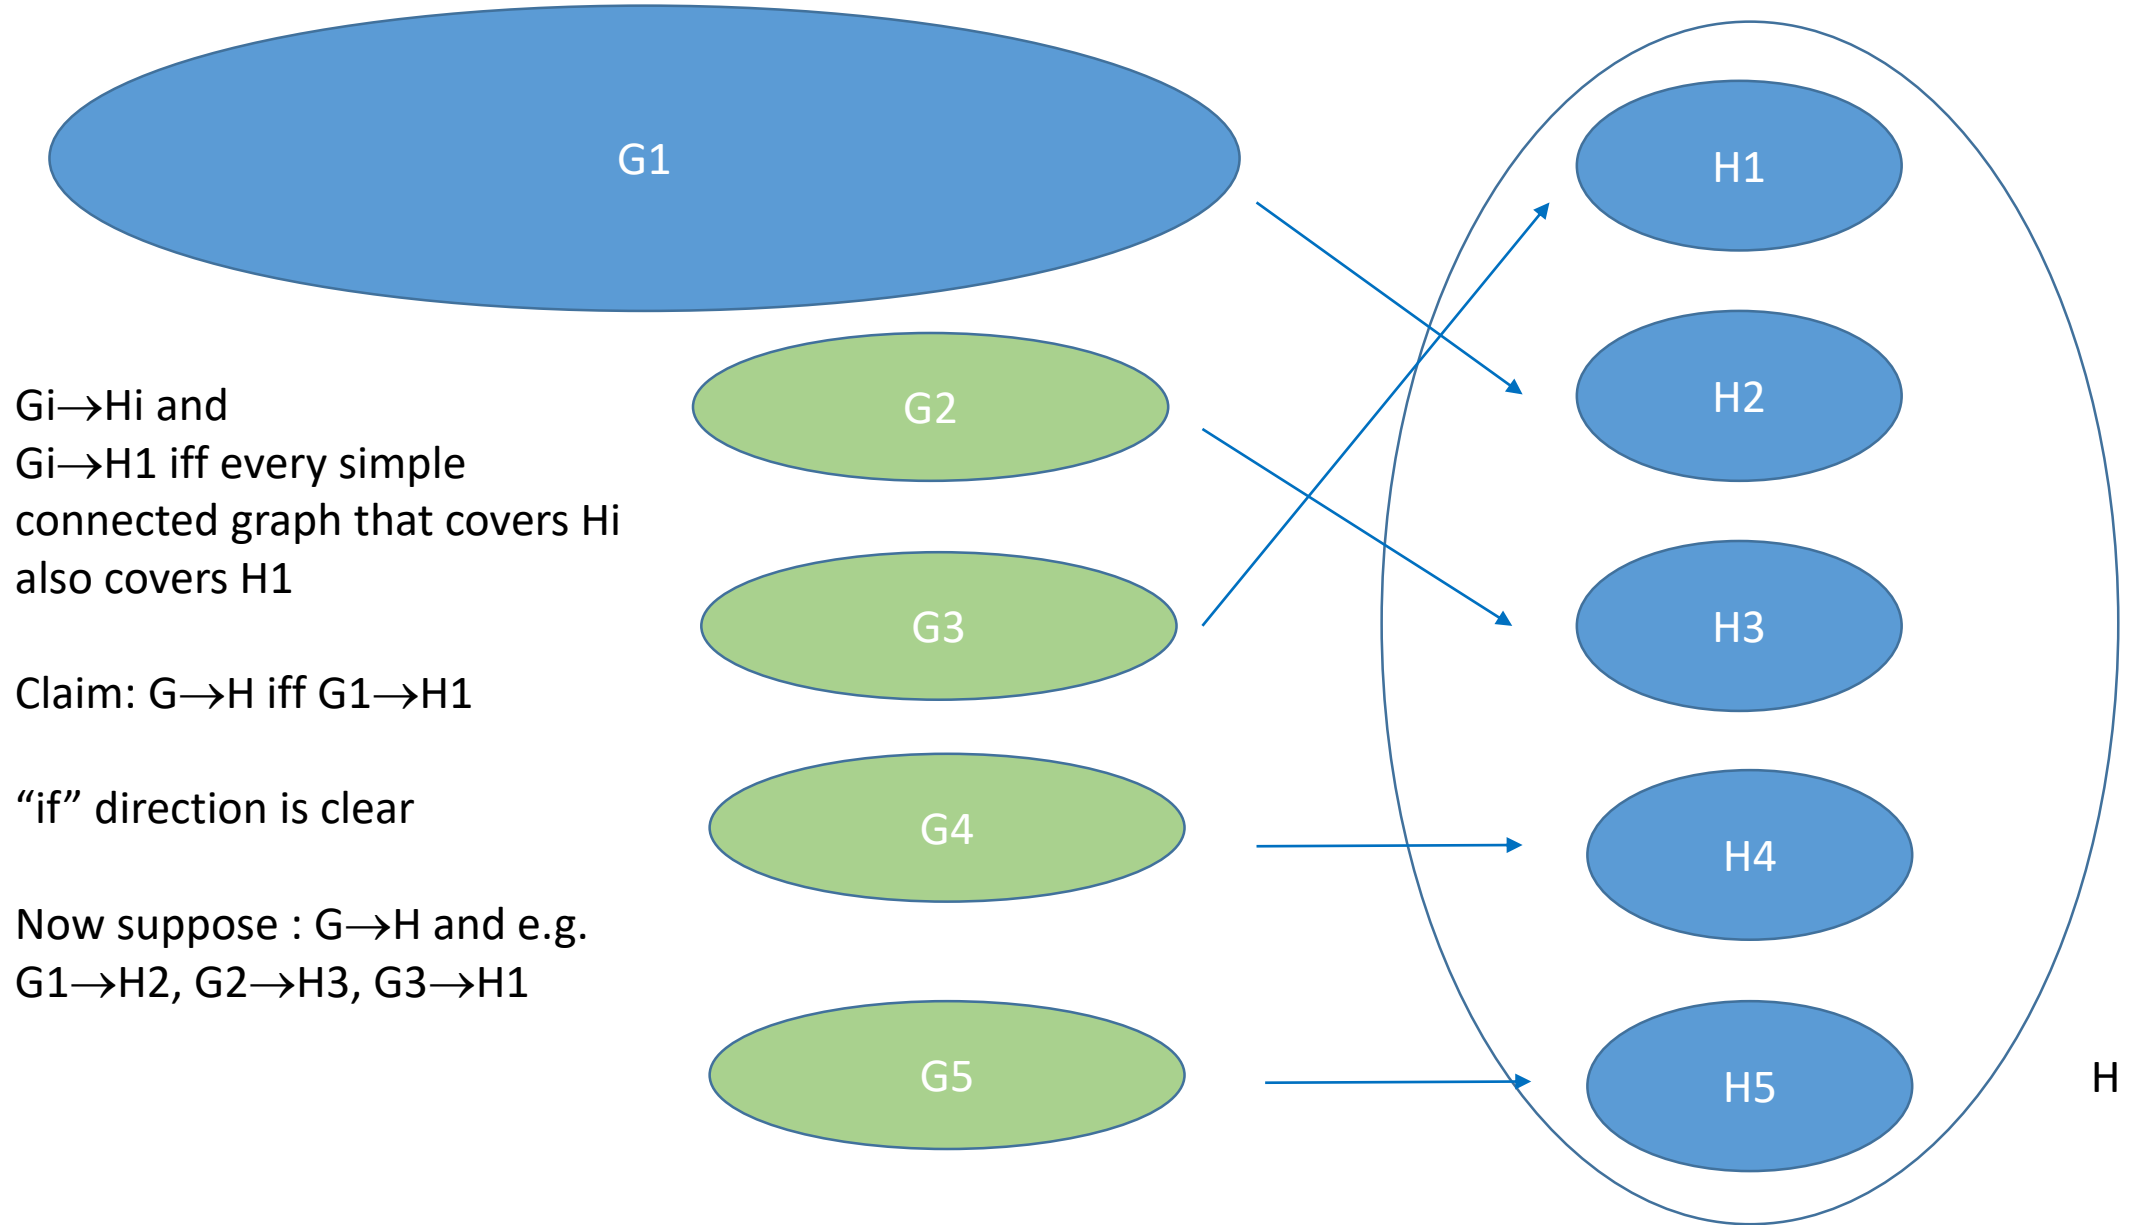 G1
H1
H2
G2
Gi→Hi and
Gi→H1 iff every simple
connected graph that covers Hi
also covers H1
G3
H3
Claim: G→H iff G1→H1
“if” direction is clear
G4
H4
Now suppose : G→H and e.g.
G1→H2, G2→H3, G3→H1
G5
H5
H